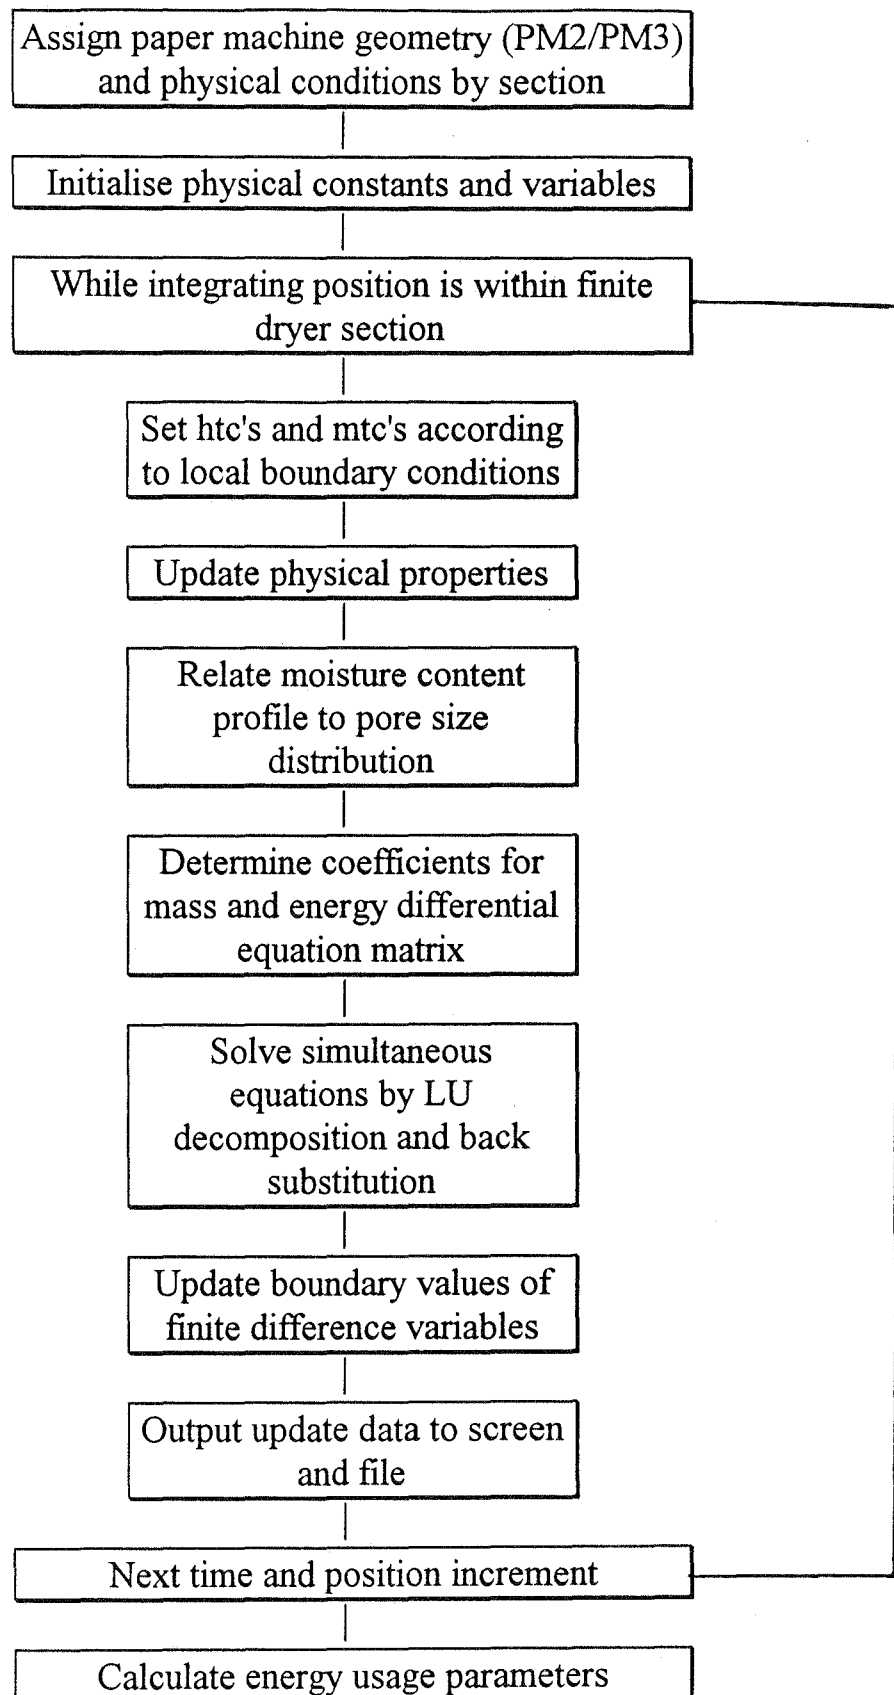 Assign paper machine geometry (PM2/PM3)
and physical conditions by section
Initialise physical constants and variables
While integrating position is within finite
dryer section
Set htc's and mtc's according
to local boundary conditions
Update physical properties
Relate moisture content
profile to pore size
distribution
Determine coefficients for
mass and energy differential
equation matrix
Solve simultaneous
equations by LU
decomposition and back
substitution
Update boundary values of
finite difference variables
Output update data to screen
and file
Next time and position increment
Calculate energy usage parameters